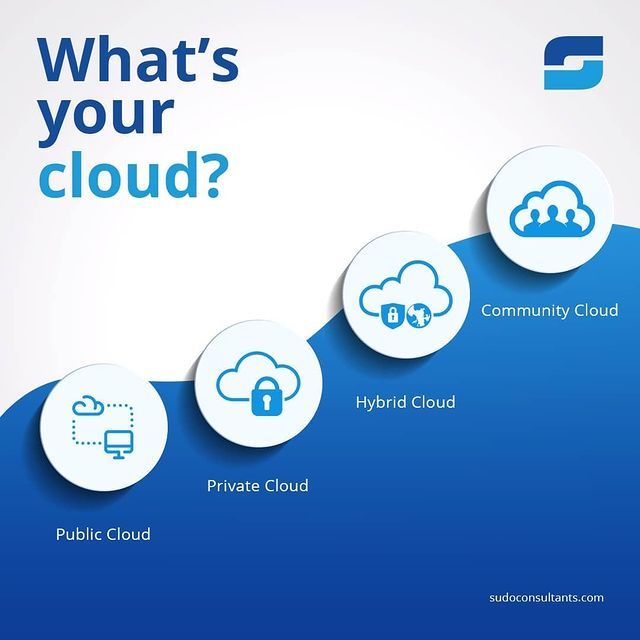 What's
your
cloud?
Community Cloud
Hybrid Cloud
Private Cloud
Public Cloud
sudoconsultants.com